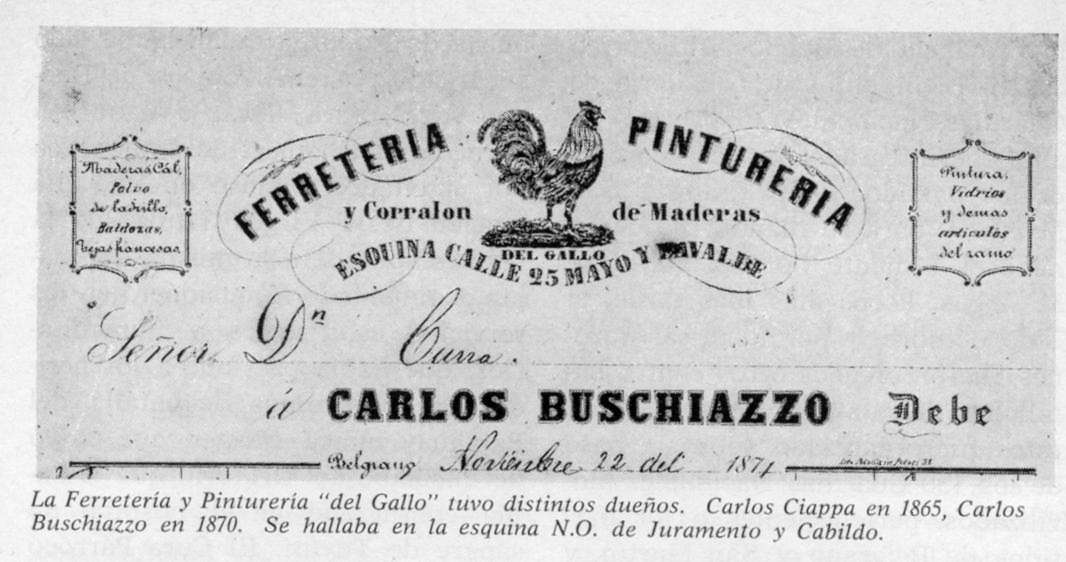 FERRETERIA PINTURERIA
y Corralon de Maderas
DEL GALLO
ESQUINA CALLE 25 MAYO Y LAVALLE
Maderas, Cál,
Polvo
de ladrillo,
Baldozas,
Tejas francesas.
Pintura,
Vidrios
y demas
articulos
del ramo
Señor Dn Curra.
á CARLOS BUSCHIAZZO Debe
Belgrano Noviembre 22 del 1871
La Ferretería y Pinturería "del Gallo" tuvo distintos dueños. Carlos Ciappa en 1865, Carlos
Buschiazzo en 1870. Se hallaba en la esquina N.O. de Juramento y Cabildo.